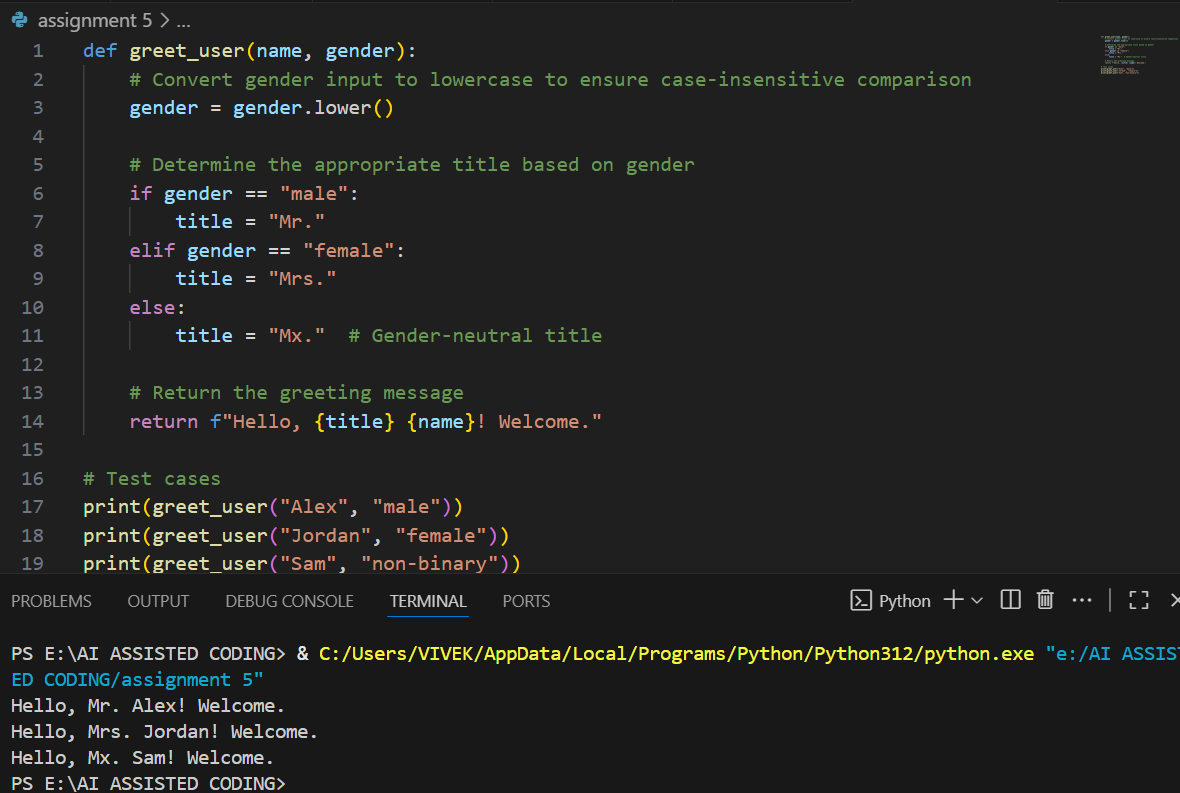 assignment 5 > ...
1 def greet_user(name, gender):
2 # Convert gender input to lowercase to ensure case-insensitive comparison
3 gender = gender.lower()
4
5 # Determine the appropriate title based on gender
6 if gender == "male":
7 title = "Mr."
8 elif gender == "female":
9 title = "Mrs."
10 else:
11 title = "Mx." # Gender-neutral title
12
13 # Return the greeting message
14 return f"Hello, {title} {name}! Welcome."
15
16 # Test cases
17 print(greet_user("Alex", "male"))
18 print(greet_user("Jordan", "female"))
19 print(greet_user("Sam", "non-binary"))
PROBLEMS OUTPUT DEBUG CONSOLE TERMINAL PORTS Python
PS E:\AI ASSISTED CODING> & C:/Users/VIVEK/AppData/Local/Programs/Python/Python312/python.exe "e:/AI ASSIST
ED CODING/assignment 5"
Hello, Mr. Alex! Welcome.
Hello, Mrs. Jordan! Welcome.
Hello, Mx. Sam! Welcome.
PS E:\AI ASSISTED CODING>